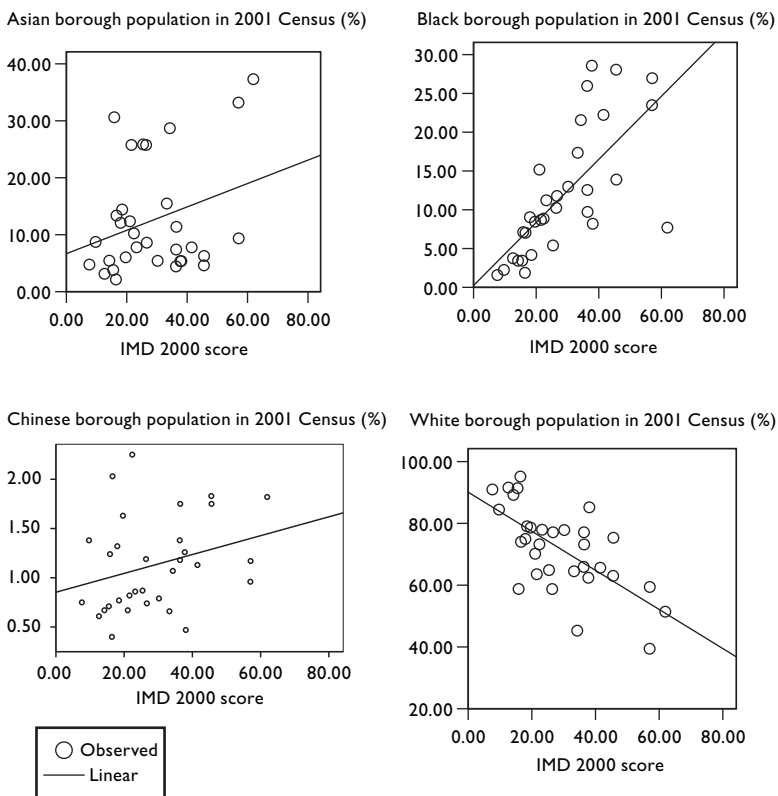 Asian borough population in 2001 Census (%)
40.00
30.00
20.00
10.00
0.00
0.00 20.00 40.00 60.00 80.00
IMD 2000 score
Black borough population in 2001 Census (%)
30.00
25.00
20.00
15.00
10.00
5.00
0.00
0.00 20.00 40.00 60.00 80.00
IMD 2000 score
Chinese borough population in 2001 Census (%)
2.00
1.50
1.00
0.50
0.00 20.00 40.00 60.00 80.00
IMD 2000 score
White borough population in 2001 Census (%)
100.00
80.00
60.00
40.00
20.00
0.00 20.00 40.00 60.00 80.00
IMD 2000 score
Observed
Linear